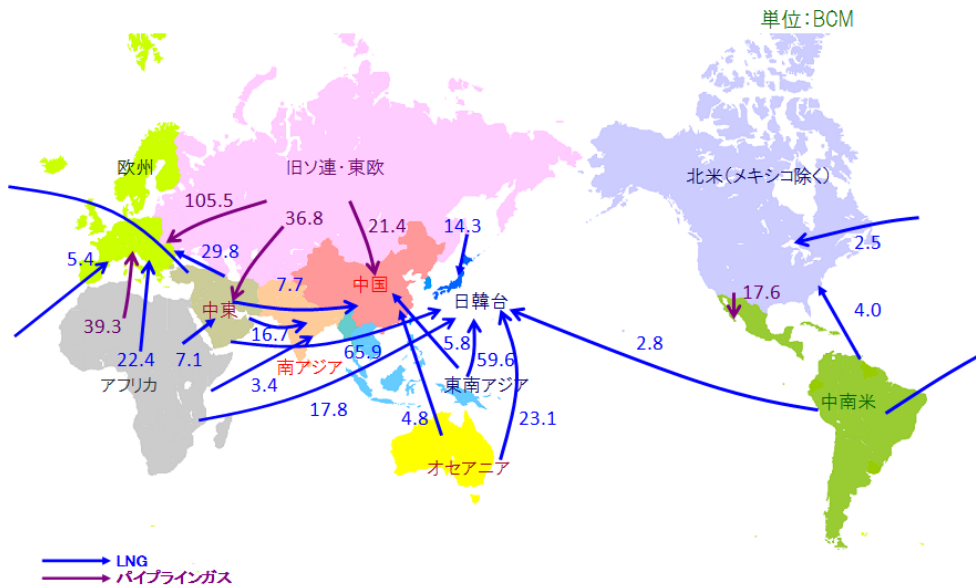 単位：BCM
欧州
旧ソ連・東欧
北米（メキシコ除く）
105.5
36.8
21.4
14.3
2.5
5.4
29.8
7.7
中国
日韓台
17.6
4.0
中東
39.3
22.4
7.1
16.7
65.9
5.8
59.6
2.8
南アジア
アフリカ
3.4
東南アジア
中南米
17.8
4.8
23.1
オセアニア
LNG
パイプラインガス